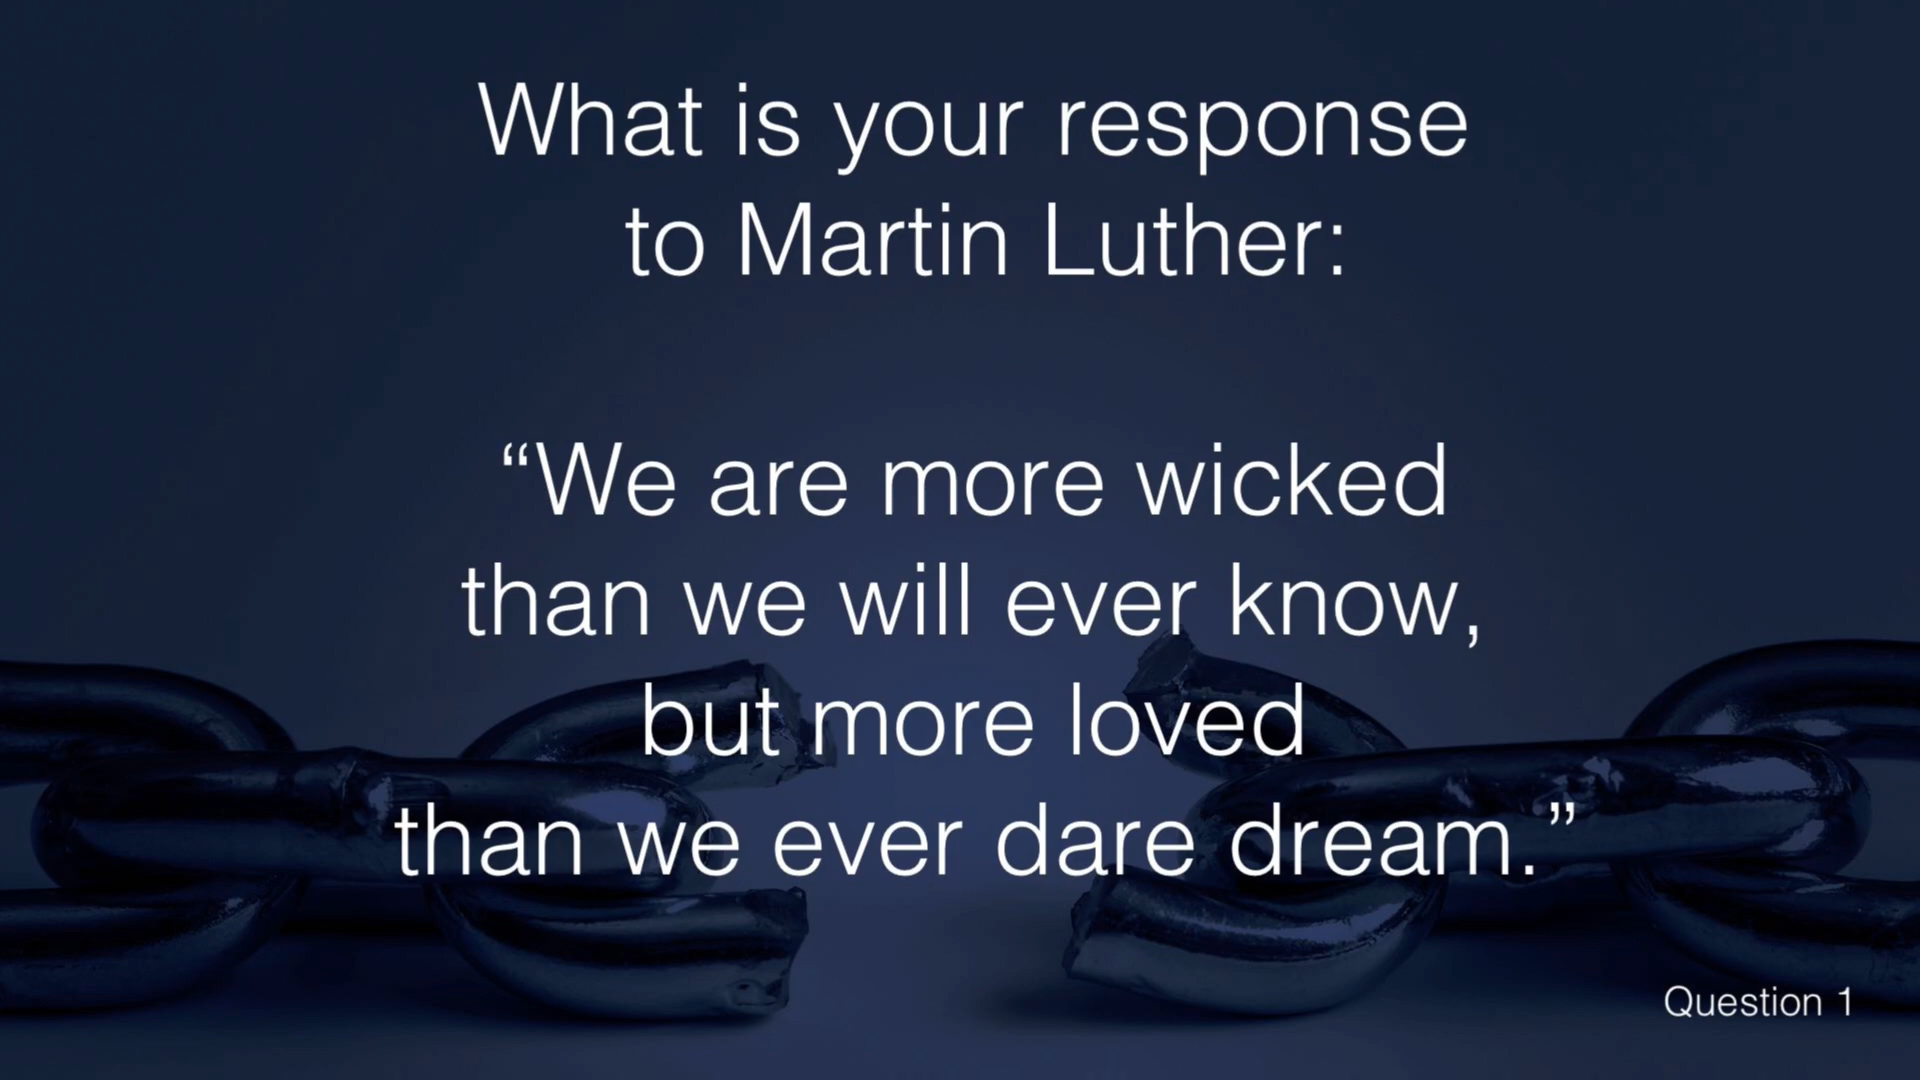 What is your response
to Martin Luther:
“We are more wicked
than we will ever know,
but more loved
than we ever dare dream.”
Question 1